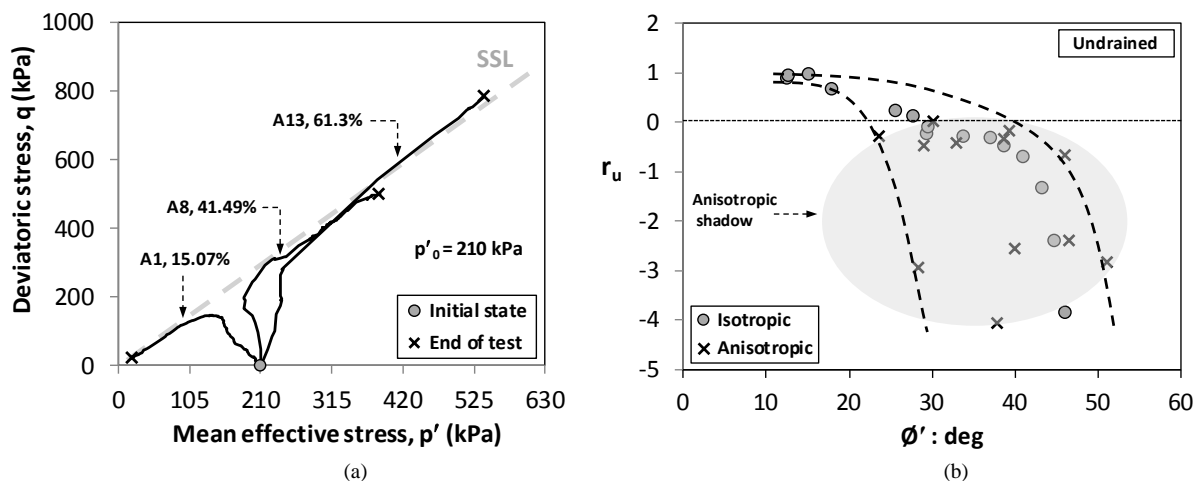 1000
800
600
400
200
0
Deviatoric stress, q (kPa)
SSL
A13, 61.3%
A8, 41.49%
A1, 15.07%
p'₀ = 210 kPa
Initial state
End of test
0 105 210 315 420 525 630
Mean effective stress, p' (kPa)
(a)
2
1
0
-1
-2
-3
-4
-5
rᵤ
Undrained
Anisotropic
shadow
Isotropic
Anisotropic
0 10 20 30 40 50 60
Ø' : deg
(b)